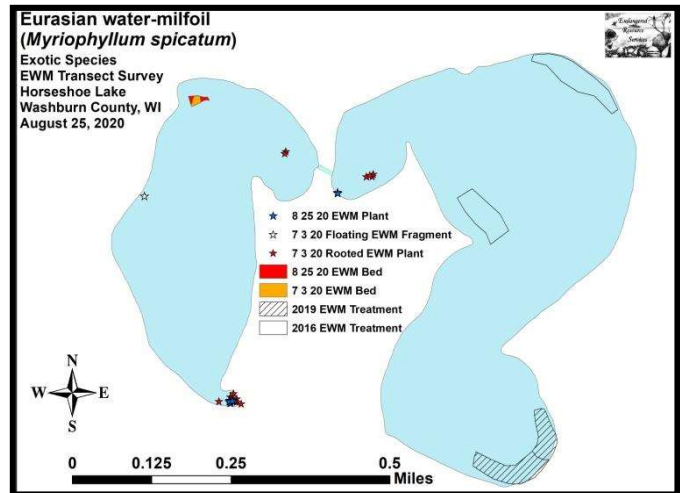 Eurasian water-milfoil
(Myriophyllum spicatum)
Exotic Species
EWM Transect Survey
Horseshoe Lake
Washburn County, WI
August 25, 2020
Endangered
Resource
Services
8 25 20 EWM Plant
7 3 20 Floating EWM Fragment
7 3 20 Rooted EWM Plant
8 25 20 EWM Bed
7 3 20 EWM Bed
2019 EWM Treatment
2016 EWM Treatment
N
W E
S
0 0.125 0.25 0.5
Miles